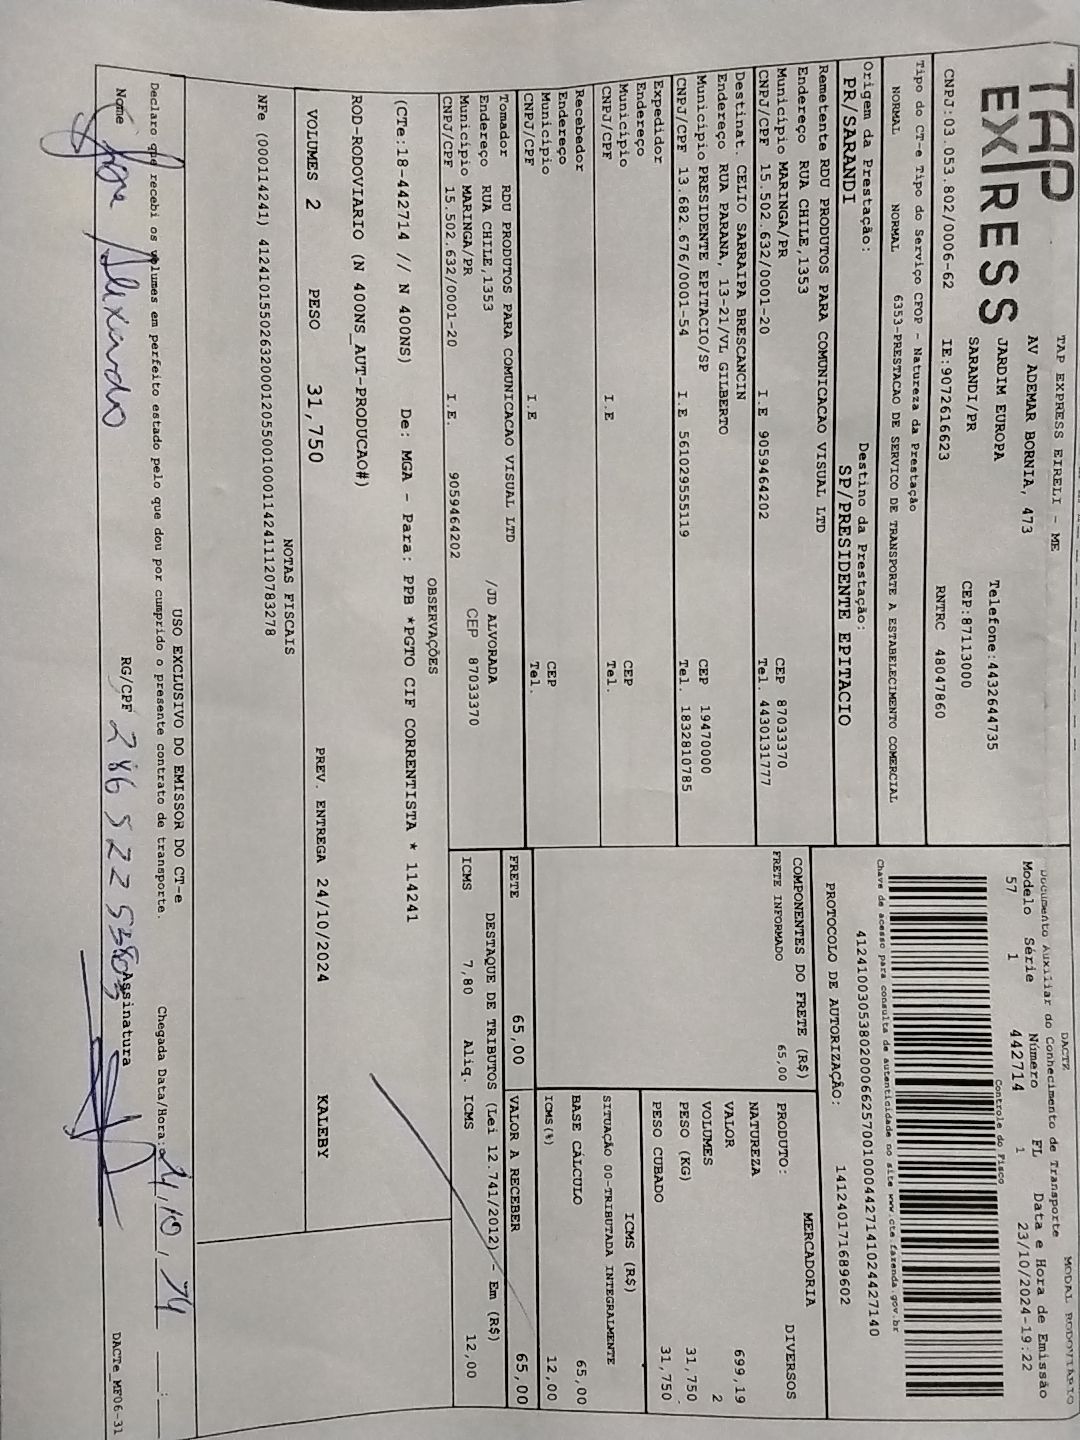 TAP
EXPRESS
TAP EXPRESS EIRELI - ME
AV ADEMAR BORNIA, 473
JARDIM EUROPA
SARANDI/PR
Telefone:4432644735
CEP:87113000
CNPJ:03.053.802/0006-62 IE:9072616623 RNTRC 48047860
DACTE MODAL RODOVIÁRIO
Documento Auxiliar do Conhecimento de Transporte
Modelo Série Número FL Data e Hora de Emissão
57 1 442714 1 23/10/2024-19:22
Controle do Fisco
Chave de acesso para consulta de autenticidade no site www.cte.fazenda.gov.br
41241003053802000662570010004427141024427140
PROTOCOLO DE AUTORIZAÇÃO: 141240171689602
Tipo do CT-e Tipo do Serviço CFOP - Natureza da Prestação
NORMAL NORMAL 6353-PRESTACAO DE SERVICO DE TRANSPORTE A ESTABELECIMENTO COMERCIAL
Origem da Prestação: Destino da Prestação:
PR/SARANDI SP/PRESIDENTE EPITACIO
Remetente RDU PRODUTOS PARA COMUNICACAO VISUAL LTD
Endereço RUA CHILE,1353
Município MARINGA/PR CEP 87033370
CNPJ/CPF 15.502.632/0001-20 I.E 9059464202 Tel. 4430131777
Destinat. CELIO SARRAIPA BRESCANCIN
Endereço RUA PARANA, 13-21/VL GILBERTO
Município PRESIDENTE EPITACIO/SP CEP 19470000
CNPJ/CPF 13.682.676/0001-54 I.E 561029555119 Tel. 1832810785
Expedidor
Endereço
Município CEP
CNPJ/CPF I.E Tel.
Recebedor
Endereço
Município CEP
CNPJ/CPF I.E Tel.
Tomador RDU PRODUTOS PARA COMUNICACAO VISUAL LTD
Endereço RUA CHILE,1353 /JD ALVORADA
Município MARINGA/PR CEP 87033370
CNPJ/CPF 15.502.632/0001-20 I.E. 9059464202
COMPONENTES DO FRETE (R$)
FRETE INFORMADO 65,00
MERCADORIA
PRODUTO: DIVERSOS
NATUREZA
VALOR 699,19
VOLUMES 2
PESO (KG) 31,750
PESO CUBADO 31,750
ICMS (R$)
SITUAÇÃO 00-TRIBUTADA INTEGRALMENTE
BASE CÁLCULO 65,00
ICMS(%) 12,00
FRETE 65,00 VALOR A RECEBER 65,00
DESTAQUE DE TRIBUTOS (Lei 12.741/2012) - Em (R$)
ICMS 7,80 Aliq. ICMS 12,00
OBSERVAÇÕES
(CTe:18-442714 // N 400NS) De: MGA - Para: PPB *PGTO CIF CORRENTISTA * 114241
ROD-RODOVIARIO (N 400NS_AUT-PRODUCAO#)
VOLUMES 2 PESO 31,750 PREV. ENTREGA 24/10/2024 KALEBY
NOTAS FISCAIS
NFe (000114241) 41241015502632000120550010001142411120783278
USO EXCLUSIVO DO EMISSOR DO CT-e
Declaro que recebi os volumes em perfeito estado pelo que dou por cumprido o presente contrato de transporte. Chegada Data/Hora: 24/10/24 __:__
Nome Jose Alexandro RG/CPF Assinatura
DACTe_MF06-31